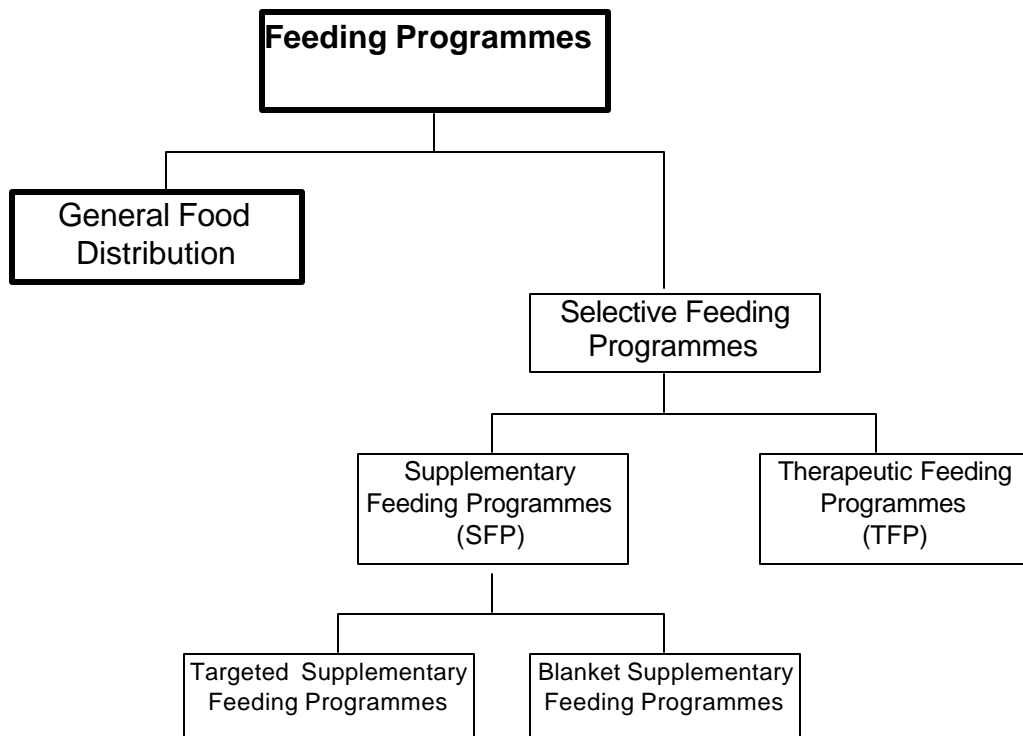 Feeding Programmes
General Food
Distribution
Selective Feeding
Programmes
Supplementary
Feeding Programmes
(SFP)
Therapeutic Feeding
Programmes
(TFP)
Targeted Supplementary
Feeding Programmes
Blanket Supplementary
Feeding Programmes